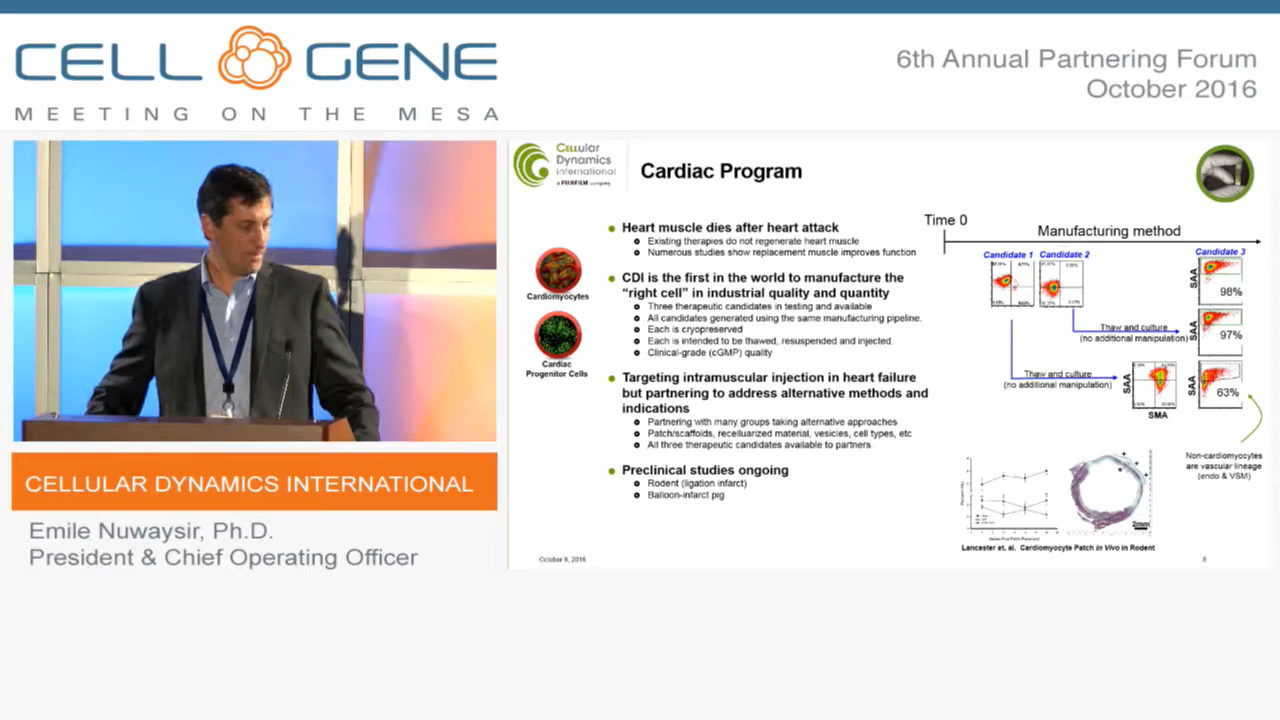 CELL GENE
MEETING ON THE MESA
6th Annual Partnering Forum
October 2016
Cellular
Dynamics
international
a FUJIFILM company
Cardiac Program
Heart muscle dies after heart attack
Existing therapies do not regenerate heart muscle
Numerous studies show replacement muscle improves function
CDI is the first in the world to manufacture the
“right cell” in industrial quality and quantity
Three therapeutic candidates in testing and available
All candidates generated using the same manufacturing pipeline.
Each is cryopreserved
Each is intended to be thawed, resuspended and injected.
Clinical-grade (cGMP) quality
Targeting intramuscular injection in heart failure
but partnering to address alternative methods and
indications
Partnering with many groups taking alternative approaches
Patch/scaffolds, recelluarized material, vesicles, cell types, etc
All three therapeutic candidates available to partners.
Preclinical studies ongoing
Rodent (ligation infarct)
Balloon-infarct pig
Cardiomyocytes
Cardiac
Progenitor Cells
Time 0
Manufacturing method
Candidate 1
Candidate 2
Candidate 3
SAA
98%
Thaw and culture
(no additional manipulation)
SAA
97%
Thaw and culture
(no additional manipulation)
SAA
SMA
SAA
63%
Non-cardiomyocytes
are vascular lineage
(endo & VSM)
2mm
Lancaster et. al. Cardiomyocyte Patch In Vivo in Rodent
October 6, 2016
CELLULAR DYNAMICS INTERNATIONAL
Emile Nuwaysir, Ph.D.
President & Chief Operating Officer